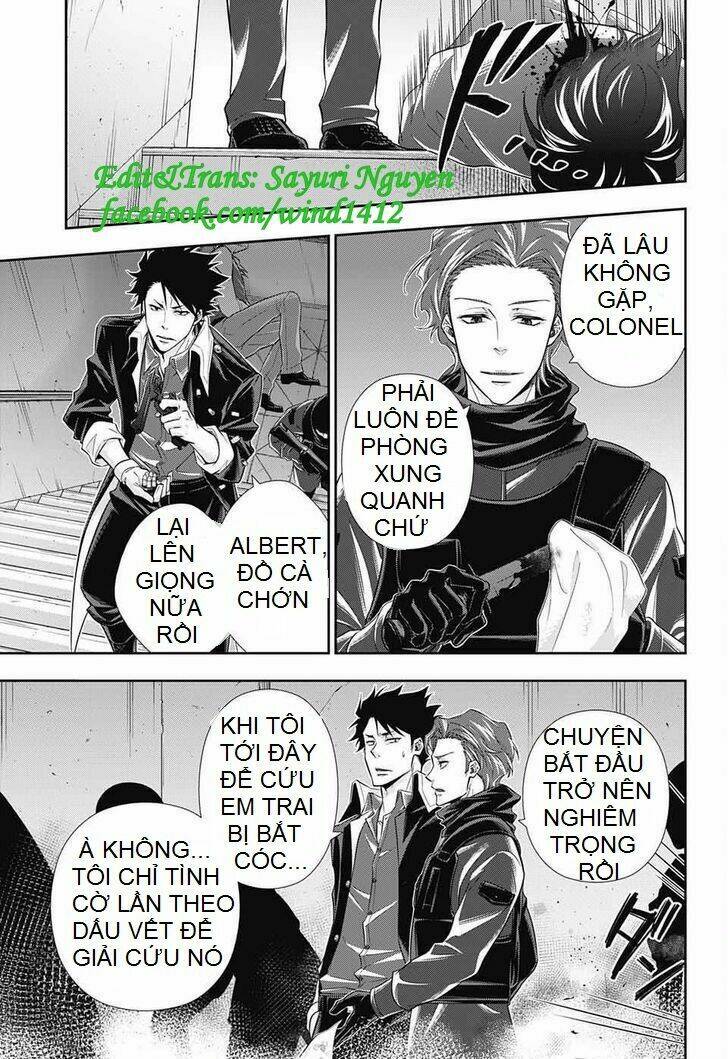 Edit&Trans: Sayuri Nguyen
facebook.com/wind1412
ĐÃ LÂU
KHÔNG
GẶP,
COLONEL
PHẢI
LUÔN ĐỀ
PHÒNG
XUNG
QUANH
CHỨ
ALBERT,
ĐỒ CẢ
CHỚN
LẠI
LÊN
GIỌNG
NỮA
RỒI
CHUYỆN
BẮT ĐẦU
TRỞ NÊN
NGHIÊM
TRỌNG
RỒI
KHI TÔI
TỚI ĐÂY
ĐỂ CỨU
EM TRAI
BỊ BẮT
CÓC...
À KHÔNG...
TÔI CHỈ TÌNH
CỜ LẦN THEO
DẤU VẾT ĐỂ
GIẢI CỨU NÓ